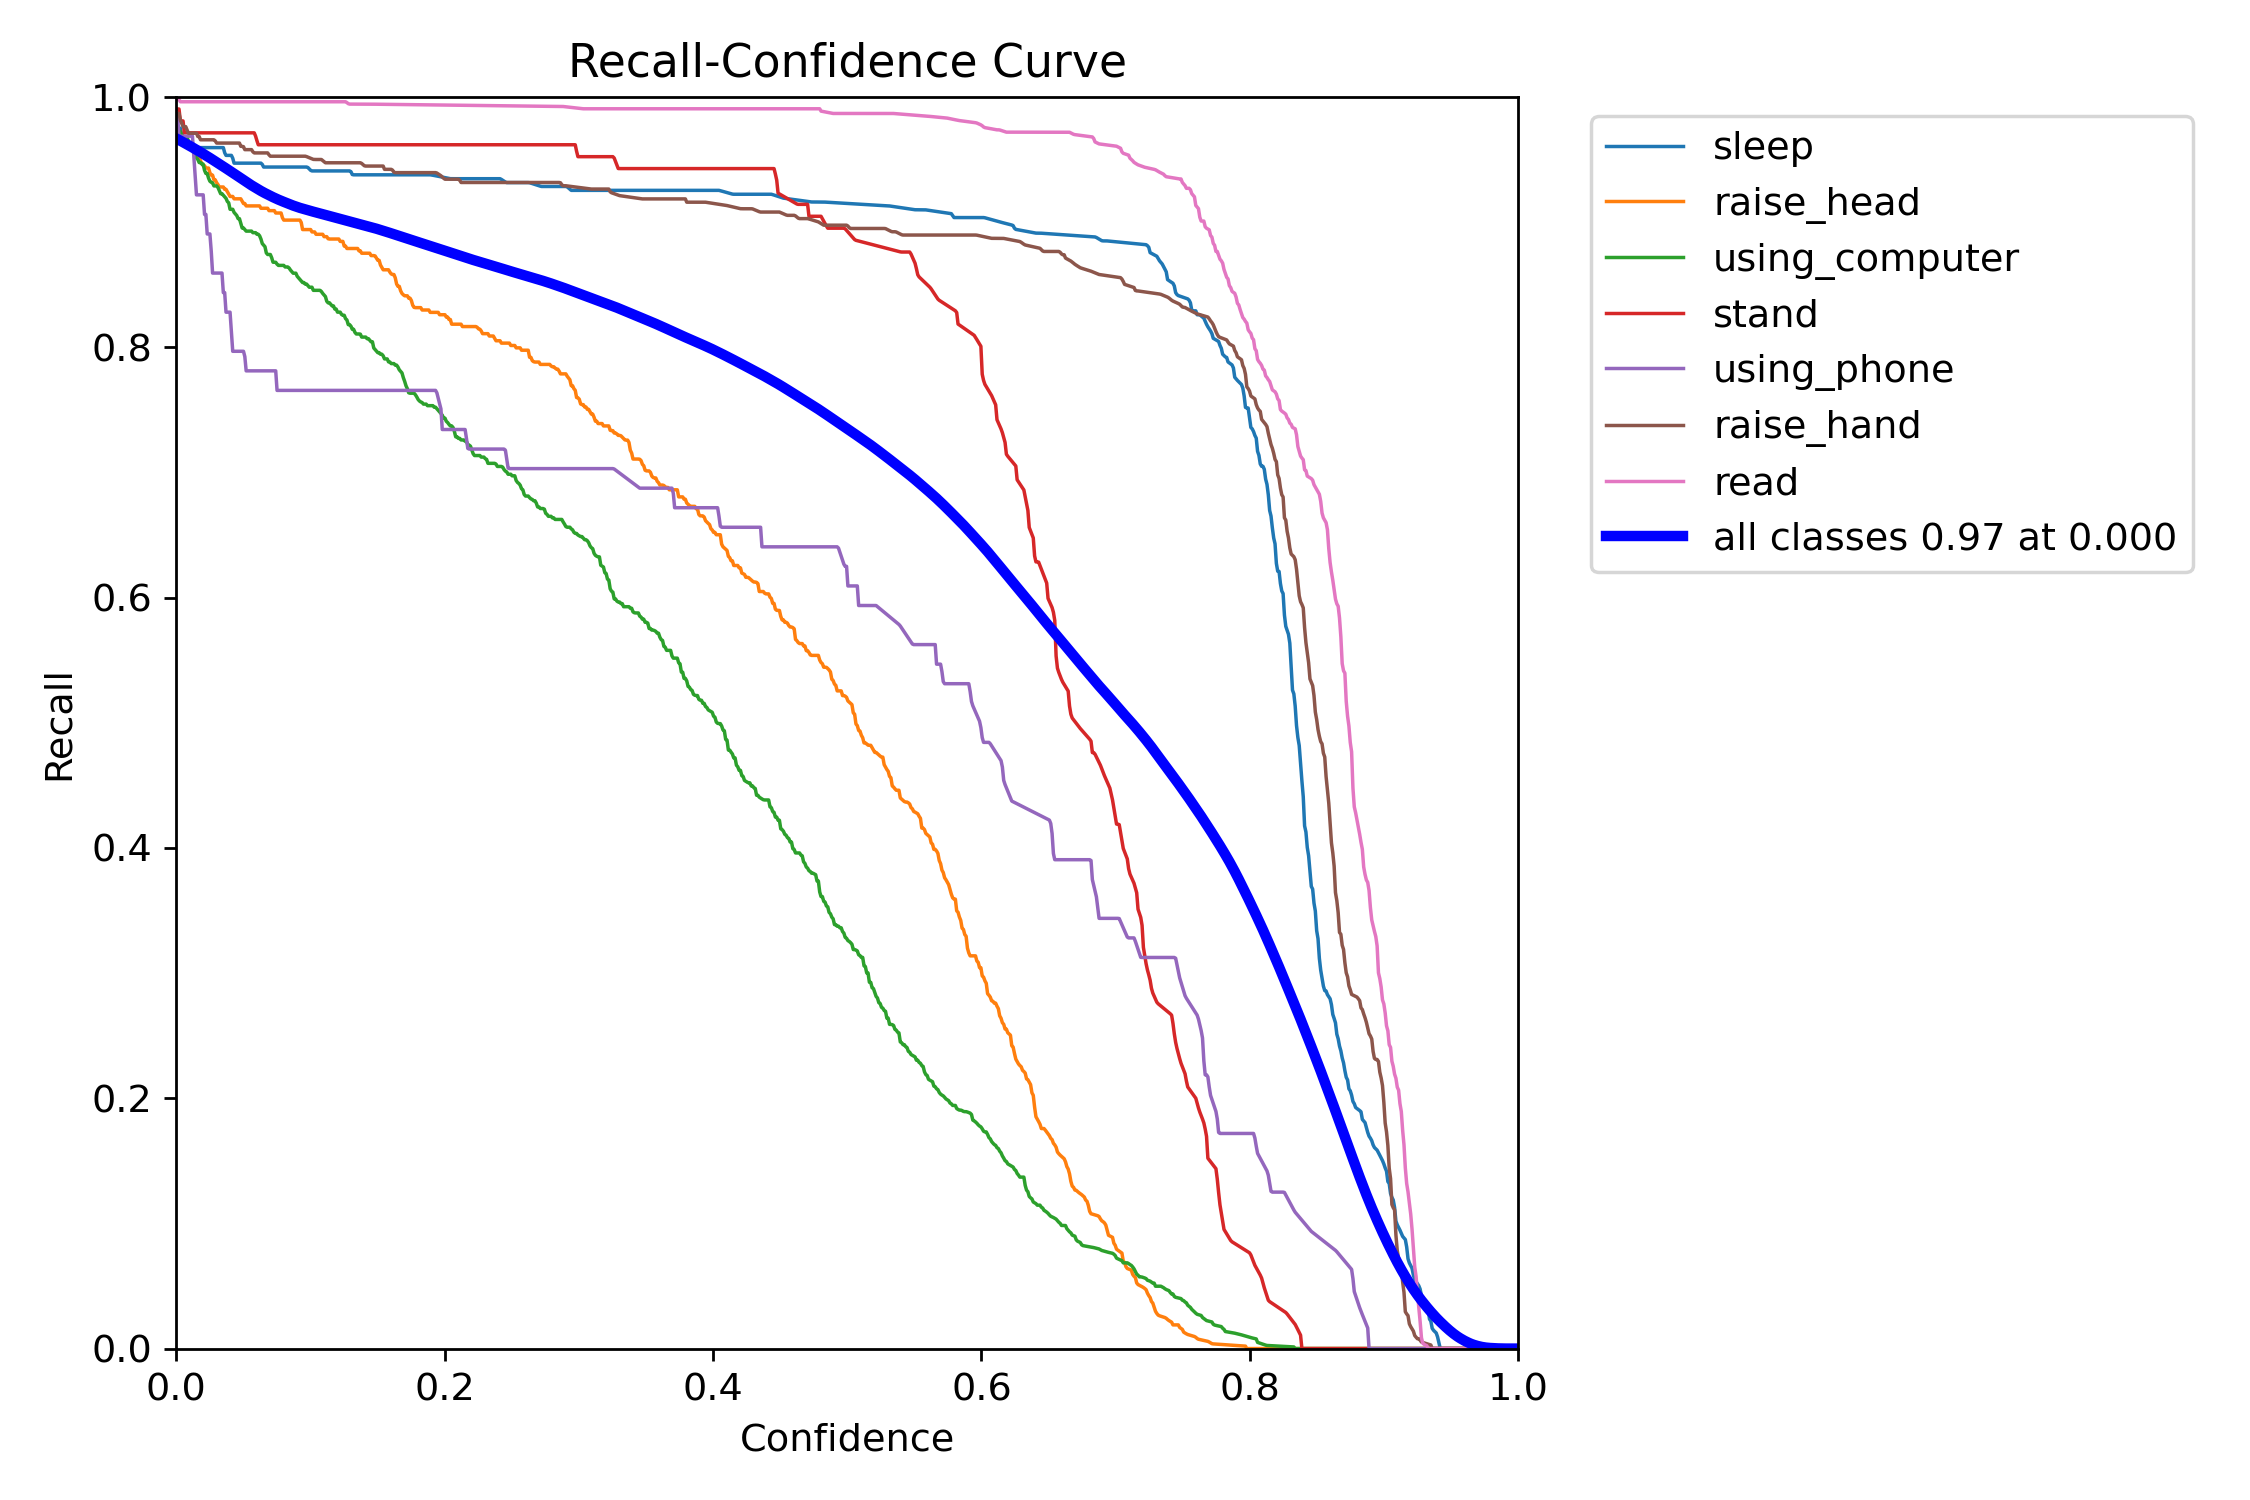 Recall-Confidence Curve
1.0
0.8
0.6
0.4
0.2
0.0
Recall
0.0 0.2 0.4 0.6 0.8 1.0
Confidence
sleep
raise_head
using_computer
stand
using_phone
raise_hand
read
all classes 0.97 at 0.000